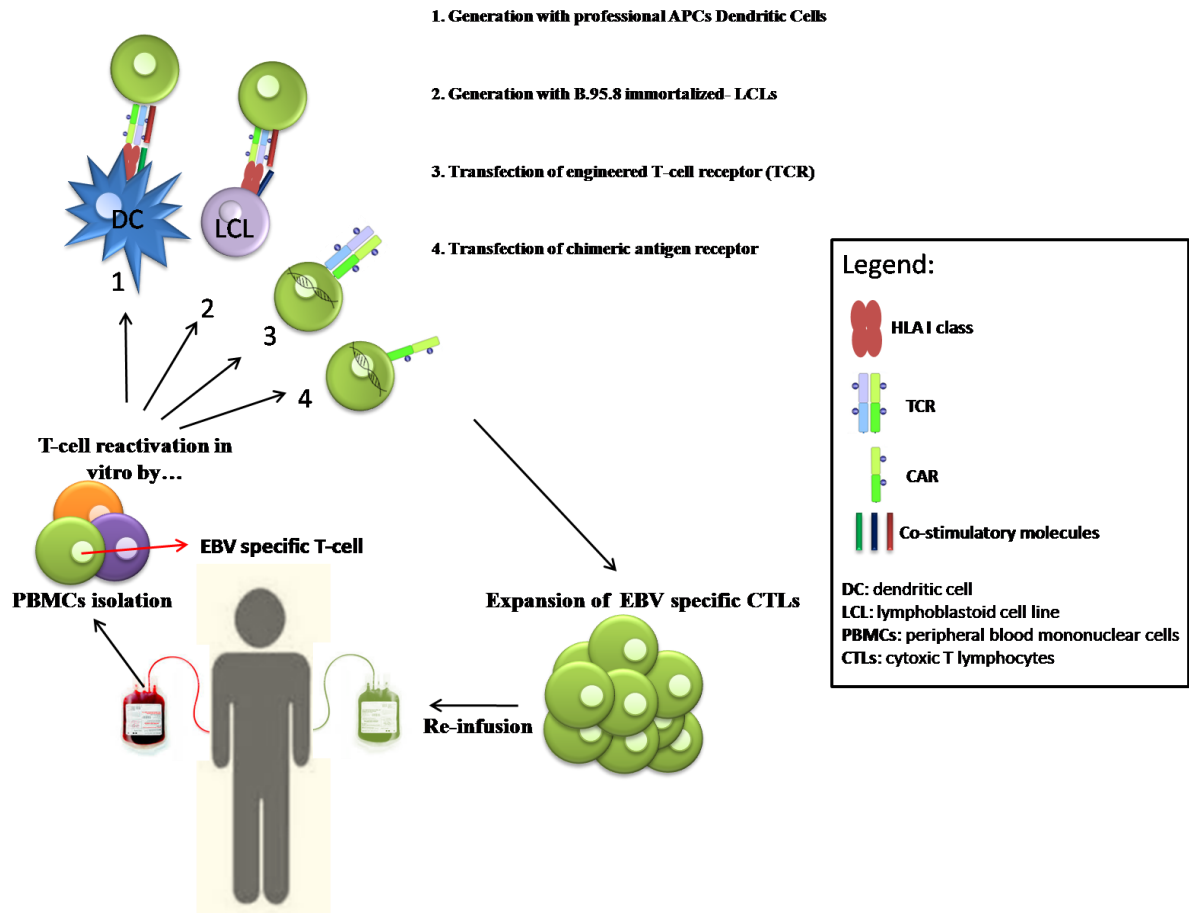 1. Generation with professional APCs Dendritic Cells
2. Generation with B.95.8 immortalized- LCLs
3. Transfection of engineered T-cell receptor (TCR)
4. Transfection of chimeric antigen receptor
DC
LCL
1
2
3
4
T-cell reactivation in
vitro by…
EBV specific T-cell
PBMCs isolation
Expansion of EBV specific CTLs
Re-infusion
Legend:
HLA I class
TCR
CAR
Co-stimulatory molecules
DC: dendritic cell
LCL: lymphoblastoid cell line
PBMCs: peripheral blood mononuclear cells
CTLs: cytoxic T lymphocytes